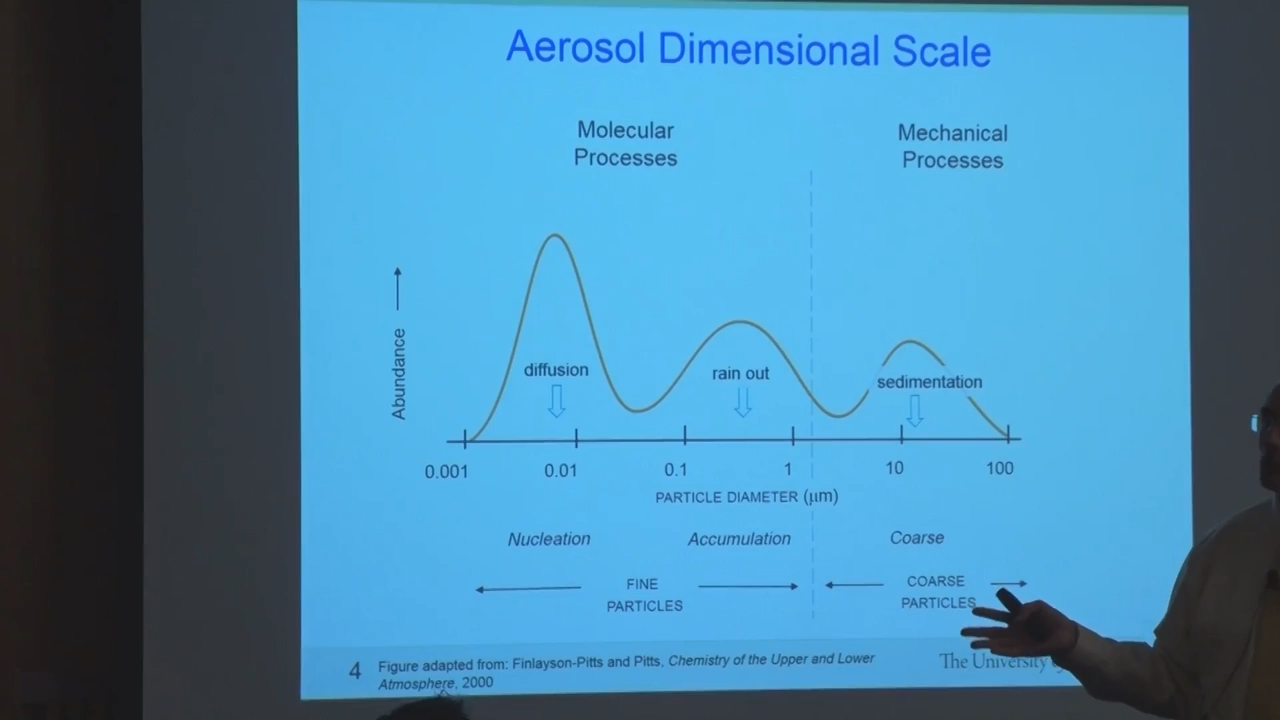 Aerosol Dimensional Scale
Molecular
Processes
Mechanical
Processes
Abundance
diffusion
rain out
sedimentation
0.001
0.01
0.1
1
10
100
PARTICLE DIAMETER (μm)
Nucleation
Accumulation
Coarse
FINE
PARTICLES
COARSE
PARTICLES
4
Figure adapted from: Finlayson-Pitts and Pitts, Chemistry of the Upper and Lower
Atmosphere, 2000
The University